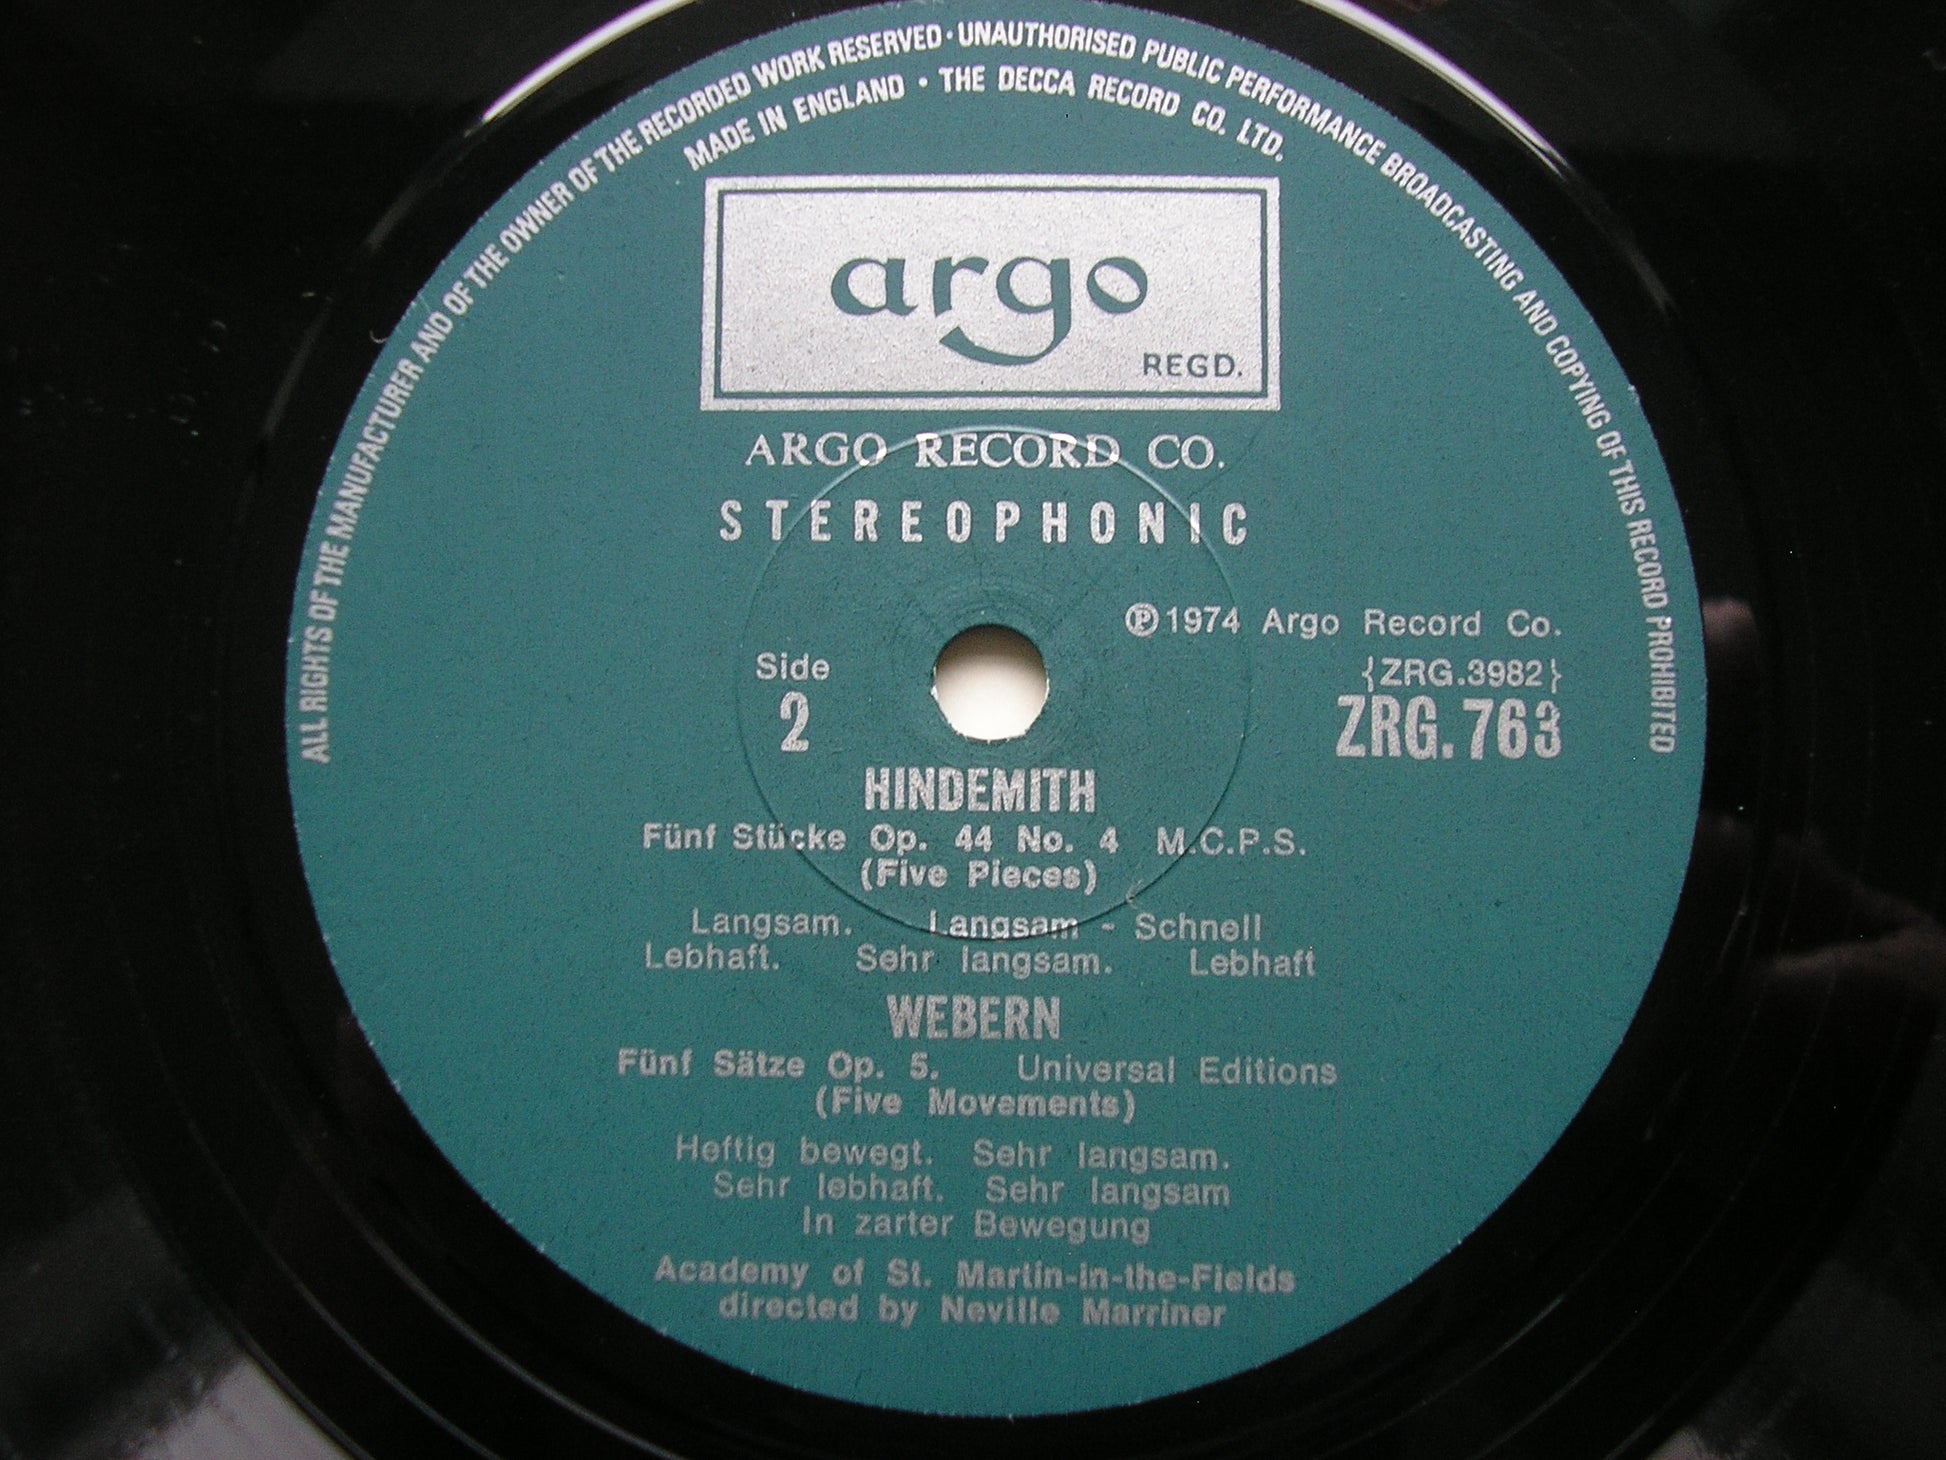 ALL RIGHTS OF THE MANUFACTURER AND OF THE OWNER OF THE RECORDED WORK RESERVED · UNAUTHORISED PUBLIC PERFORMANCE BROADCASTING AND COPYING OF THIS RECORD PROHIBITED
MADE IN ENGLAND · THE DECCA RECORD CO. LTD.
argo
REGD.
ARGO RECORD CO.
STEREOPHONIC
℗1974 Argo Record Co.
Side
2
{ZRG.3982}
ZRG.763
HINDEMITH
Fünf Stücke Op. 44 No. 4 M.C.P.S.
(Five Pieces)
Langsam. Langsam - Schnell
Lebhaft. Sehr langsam. Lebhaft
WEBERN
Fünf Sätze Op. 5. Universal Editions
(Five Movements)
Heftig bewegt. Sehr langsam.
Sehr lebhaft. Sehr langsam
In zarter Bewegung
Academy of St. Martin-in-the-Fields
directed by Neville Marriner